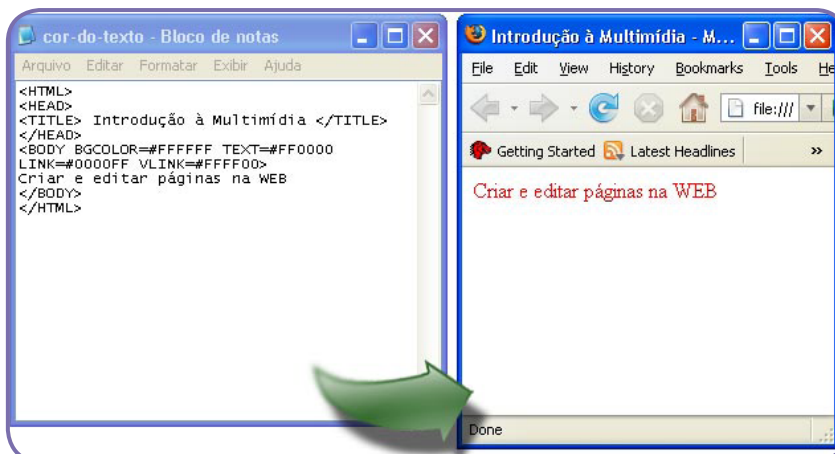 cor-do-texto - Bloco de notas
Arquivo Editar Formatar Exibir Ajuda
<HTML>
<HEAD>
<TITLE> Introdução à Multimídia </TITLE>
</HEAD>
<BODY BGCOLOR=#FFFFFF TEXT=#FF0000
LINK=#0000FF VLINK=#FFFF00>
Criar e editar páginas na WEB
</BODY>
</HTML>
Introdução à Multimídia - M...
File Edit View History Bookmarks Tools He
file:///
Getting Started Latest Headlines »
Criar e editar páginas na WEB
Done